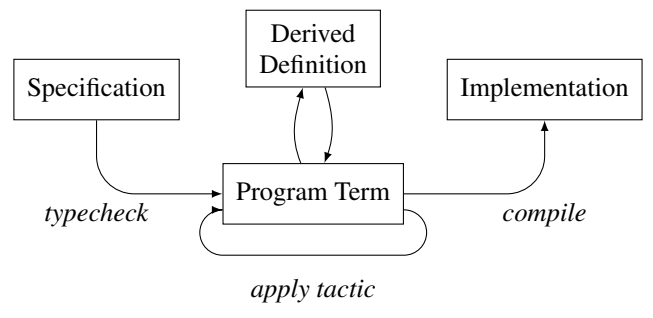 Derived
Definition
Specification
Implementation
Program Term
typecheck
compile
apply tactic